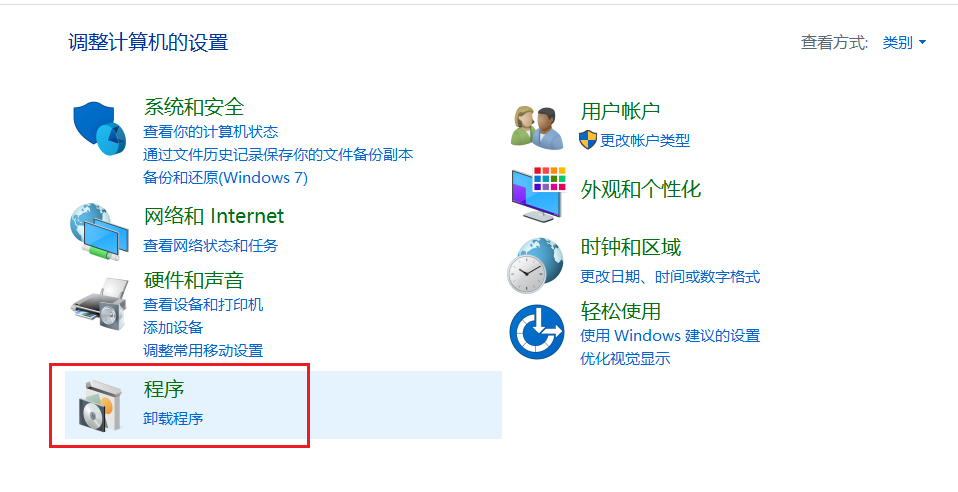 调整计算机的设置
查看方式: 类别
系统和安全
查看你的计算机状态
通过文件历史记录保存你的文件备份副本
备份和还原(Windows 7)
网络和 Internet
查看网络状态和任务
硬件和声音
查看设备和打印机
添加设备
调整常用移动设置
程序
卸载程序
用户帐户
更改帐户类型
外观和个性化
时钟和区域
更改日期、时间或数字格式
轻松使用
使用 Windows 建议的设置
优化视觉显示